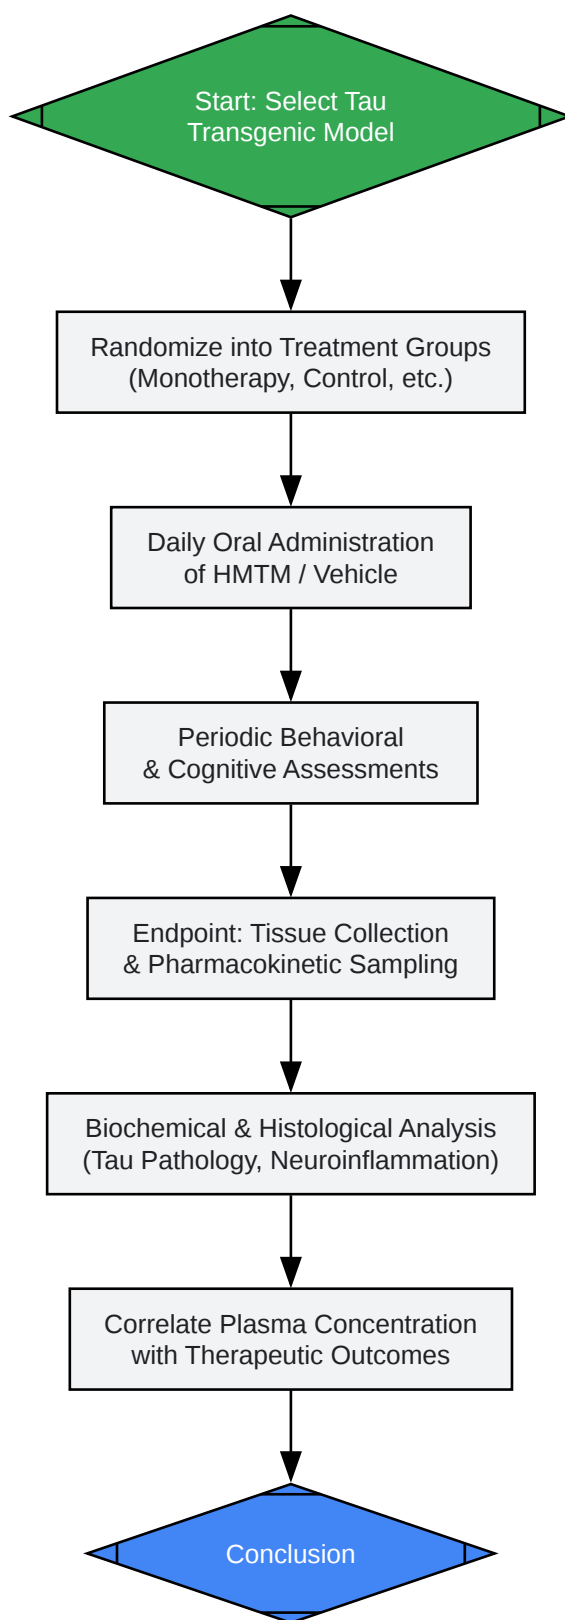 Start: Select Tau
Transgenic Model
Randomize into Treatment Groups
(Monotherapy, Control, etc.)
Daily Oral Administration
of HMTM / Vehicle
Periodic Behavioral
& Cognitive Assessments
Endpoint: Tissue Collection
& Pharmacokinetic Sampling
Biochemical & Histological Analysis
(Tau Pathology, Neuroinflammation)
Correlate Plasma Concentration
with Therapeutic Outcomes
Conclusion